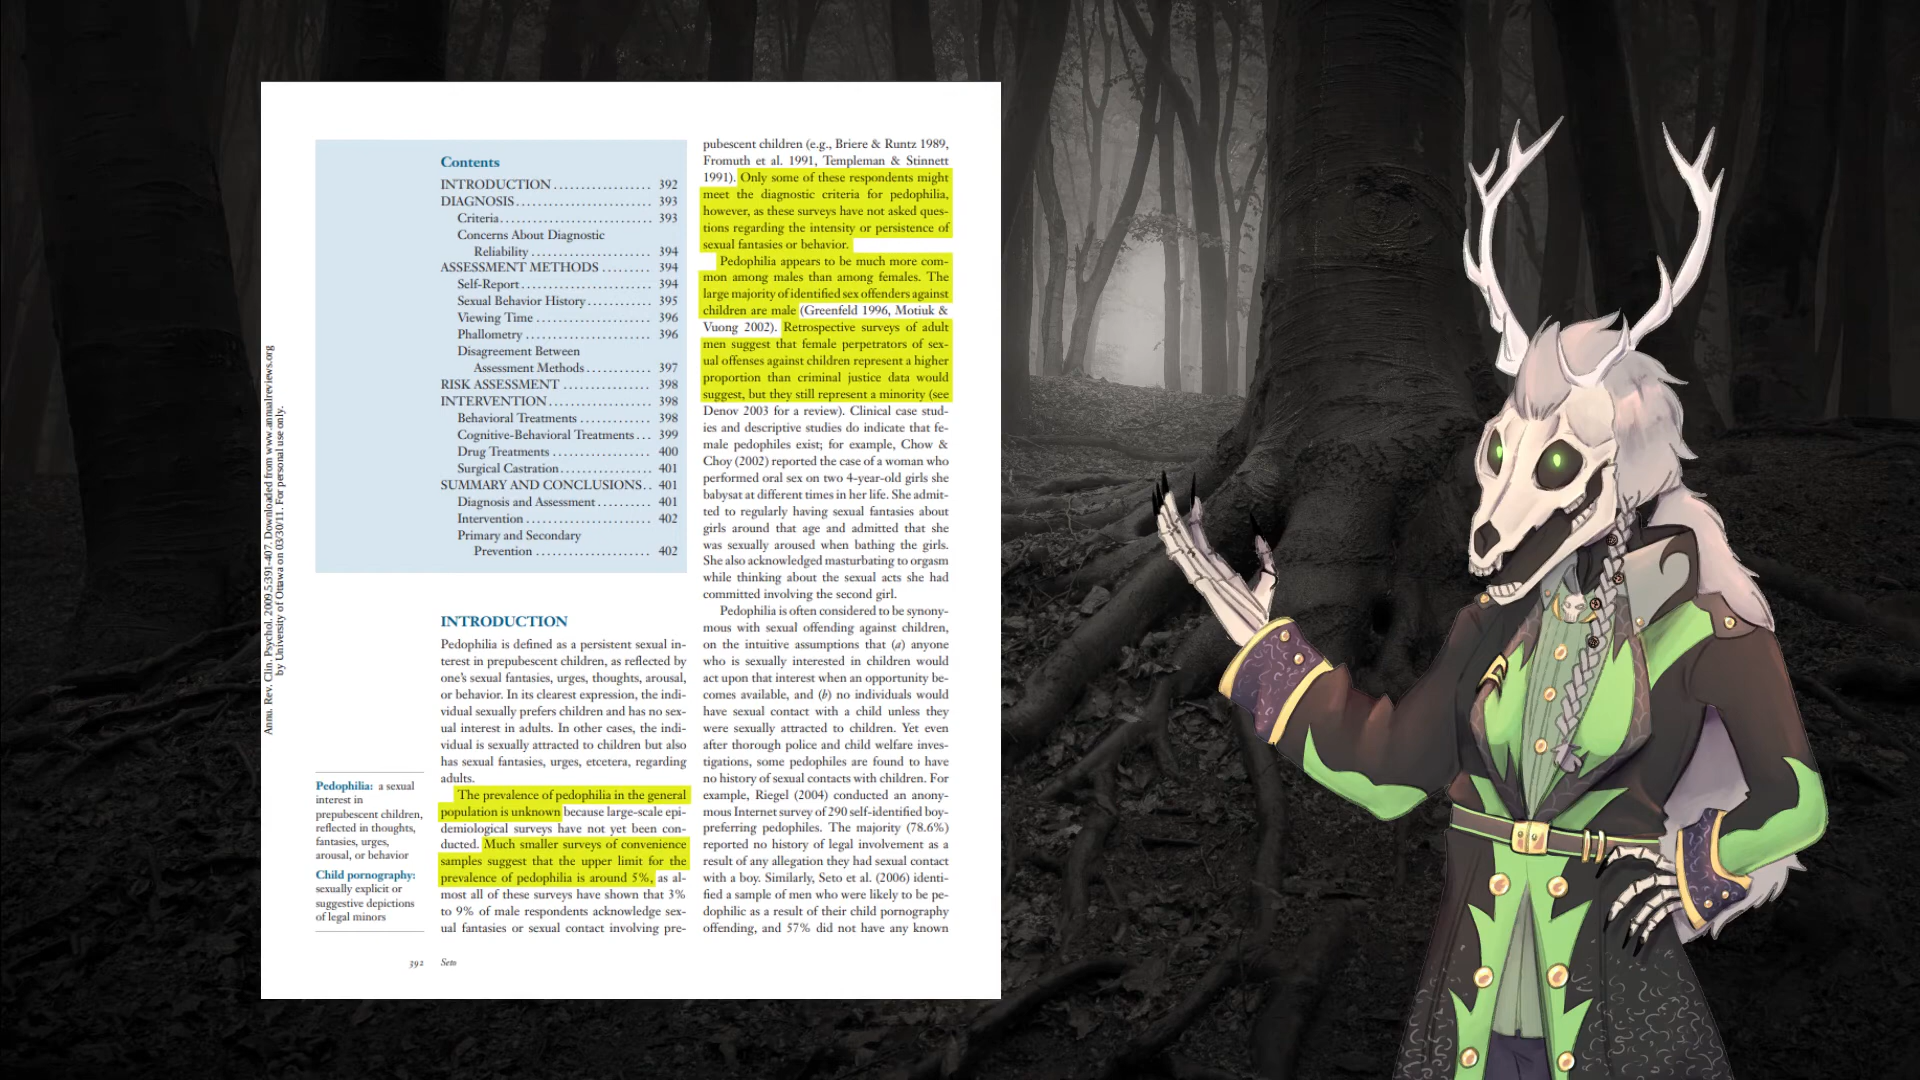 Annu. Rev. Clin. Psychol. 2009.5:391-407. Downloaded from www.annualreviews.org
by University of Ottawa on 03/30/11. For personal use only.
Contents
INTRODUCTION .................. 392
DIAGNOSIS ......................... 393
Criteria ............................ 393
Concerns About Diagnostic
Reliability ...................... 394
ASSESSMENT METHODS ......... 394
Self-Report ........................ 394
Sexual Behavior History ............ 395
Viewing Time ..................... 396
Phallometry ....................... 396
Disagreement Between
Assessment Methods ............ 397
RISK ASSESSMENT ................ 398
INTERVENTION ................... 398
Behavioral Treatments ............. 398
Cognitive-Behavioral Treatments ... 399
Drug Treatments .................. 400
Surgical Castration ................. 401
SUMMARY AND CONCLUSIONS .. 401
Diagnosis and Assessment .......... 401
Intervention ....................... 402
Primary and Secondary
Prevention ..................... 402
INTRODUCTION
Pedophilia is defined as a persistent sexual in-
terest in prepubescent children, as reflected by
one's sexual fantasies, urges, thoughts, arousal,
or behavior. In its clearest expression, the indi-
vidual sexually prefers children and has no sex-
ual interest in adults. In other cases, the indi-
vidual is sexually attracted to children but also
has sexual fantasies, urges, etcetera, regarding
adults.
The prevalence of pedophilia in the general
population is unknown because large-scale epi-
demiological surveys have not yet been con-
ducted. Much smaller surveys of convenience
samples suggest that the upper limit for the
prevalence of pedophilia is around 5%, as al-
most all of these surveys have shown that 3%
to 9% of male respondents acknowledge sex-
ual fantasies or sexual contact involving pre-
Pedophilia: a sexual
interest in
prepubescent children,
reflected in thoughts,
fantasies, urges,
arousal, or behavior
Child pornography:
sexually explicit or
suggestive depictions
of legal minors
pubescent children (e.g., Briere & Runtz 1989,
Fromuth et al. 1991, Templeman & Stinnett
1991). Only some of these respondents might
meet the diagnostic criteria for pedophilia,
however, as these surveys have not asked ques-
tions regarding the intensity or persistence of
sexual fantasies or behavior.
Pedophilia appears to be much more com-
mon among males than among females. The
large majority of identified sex offenders against
children are male (Greenfeld 1996, Motiuk &
Vuong 2002). Retrospective surveys of adult
men suggest that female perpetrators of sex-
ual offenses against children represent a higher
proportion than criminal justice data would
suggest, but they still represent a minority (see
Denov 2003 for a review). Clinical case stud-
ies and descriptive studies do indicate that fe-
male pedophiles exist; for example, Chow &
Choy (2002) reported the case of a woman who
performed oral sex on two 4-year-old girls she
babysat at different times in her life. She admit-
ted to regularly having sexual fantasies about
girls around that age and admitted that she
was sexually aroused when bathing the girls.
She also acknowledged masturbating to orgasm
while thinking about the sexual acts she had
committed involving the second girl.
Pedophilia is often considered to be synony-
mous with sexual offending against children,
on the intuitive assumptions that (a) anyone
who is sexually interested in children would
act upon that interest when an opportunity be-
comes available, and (b) no individuals would
have sexual contact with a child unless they
were sexually attracted to children. Yet even
after thorough police and child welfare inves-
tigations, some pedophiles are found to have
no history of sexual contacts with children. For
example, Riegel (2004) conducted an anony-
mous Internet survey of 290 self-identified boy-
preferring pedophiles. The majority (78.6%)
reported no history of legal involvement as a
result of any allegation they had sexual contact
with a boy. Similarly, Seto et al. (2006) identi-
fied a sample of men who were likely to be pe-
dophilic as a result of their child pornography
offending, and 57% did not have any known
392 Seto